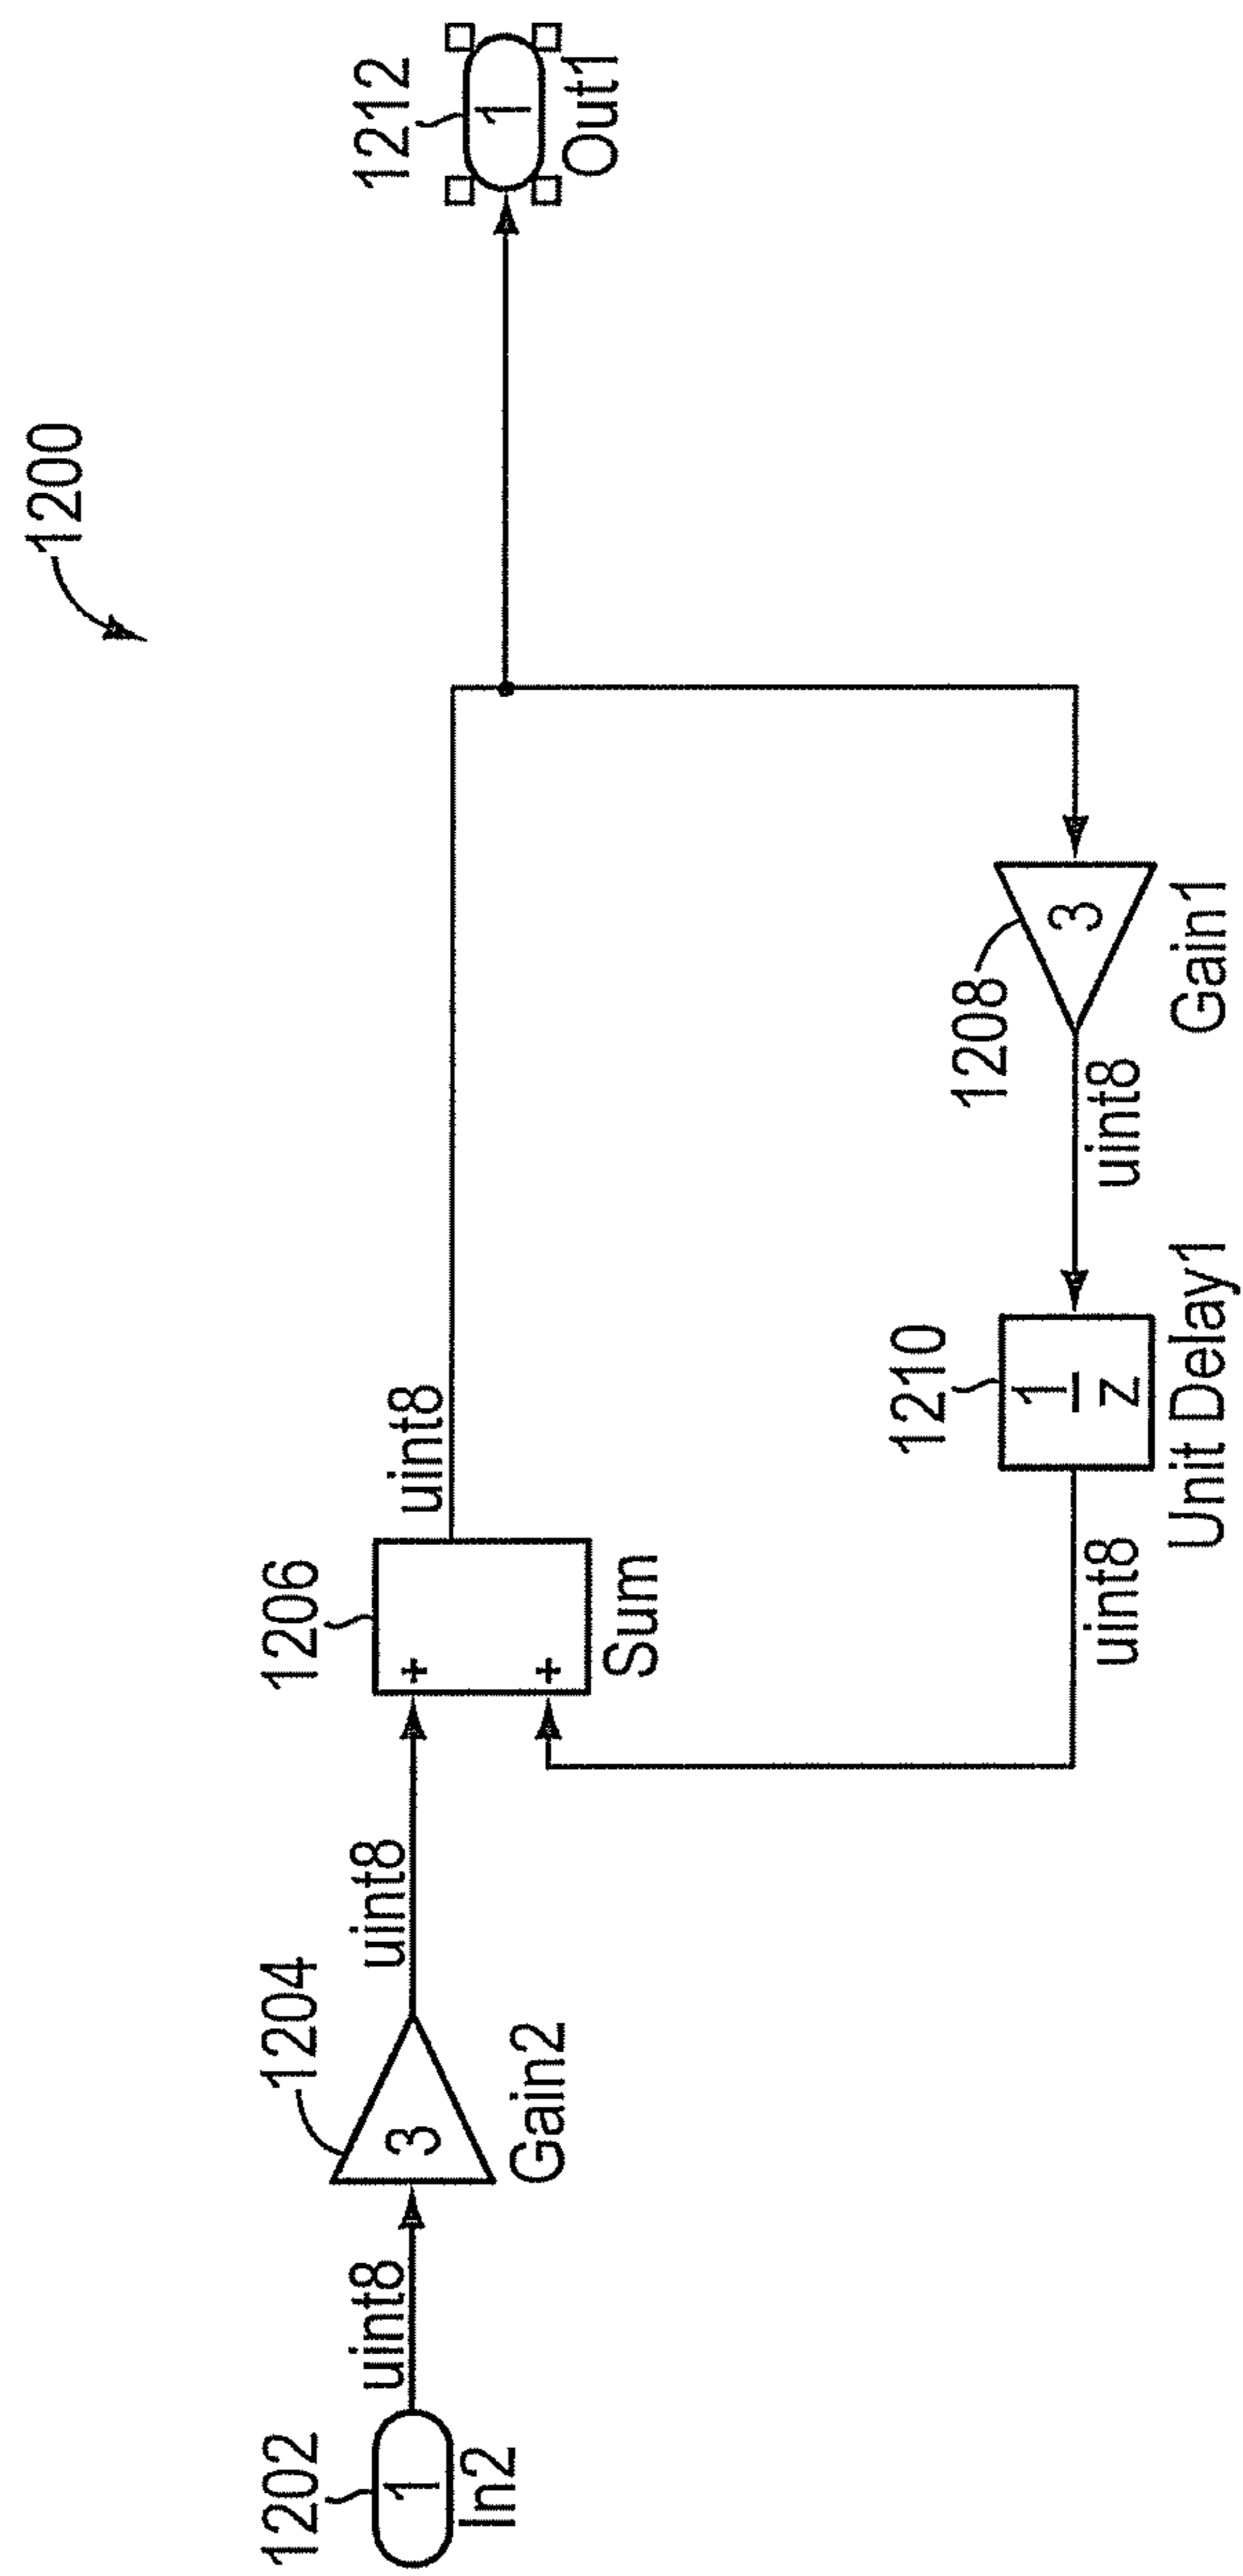 1200
1202
1
In2
uint8
1204
3
Gain2
uint8
1206
+
+
Sum
uint8
1212
1
Out1
1208
3
Gain1
uint8
1210
1
z
Unit Delay1
uint8